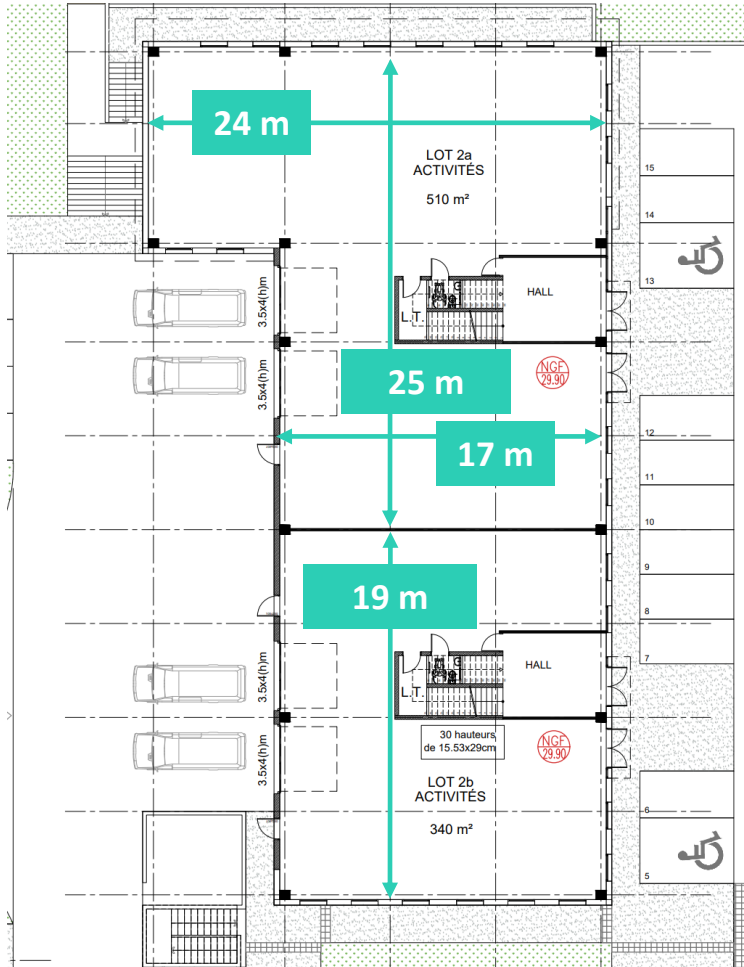 24 m
LOT 2a
ACTIVITÉS
510 m²
15
14
13
3.5x4(h)m
L.T.
HALL
3.5x4(h)m
25 m
NGF
29.90
17 m
12
11
10
19 m
9
8
7
3.5x4(h)m
L.T.
HALL
3.5x4(h)m
30 hauteurs
de 15.53x29cm
NGF
29.90
LOT 2b
ACTIVITÉS
340 m²
6
5